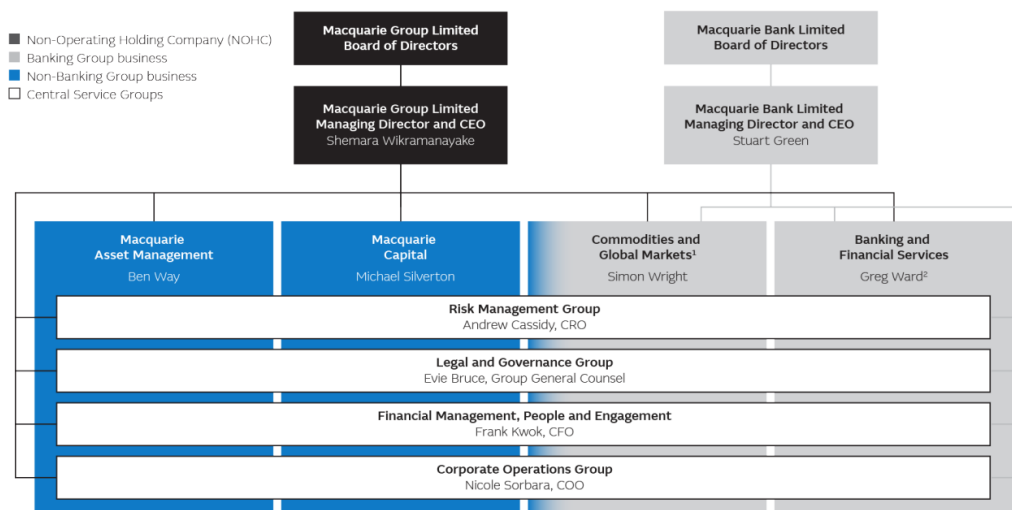 Non-Operating Holding Company (NOHC)
Banking Group business
Non-Banking Group business
Central Service Groups
Macquarie Group Limited
Board of Directors
Macquarie Bank Limited
Board of Directors
Macquarie Group Limited
Managing Director and CEO
Shemara Wikramanayake
Macquarie Bank Limited
Managing Director and CEO
Stuart Green
Macquarie
Asset Management
Ben Way
Macquarie
Capital
Michael Silverton
Commodities and
Global Markets¹
Simon Wright
Banking and
Financial Services
Greg Ward²
Risk Management Group
Andrew Cassidy, CRO
Legal and Governance Group
Evie Bruce, Group General Counsel
Financial Management, People and Engagement
Frank Kwok, CFO
Corporate Operations Group
Nicole Sorbara, COO